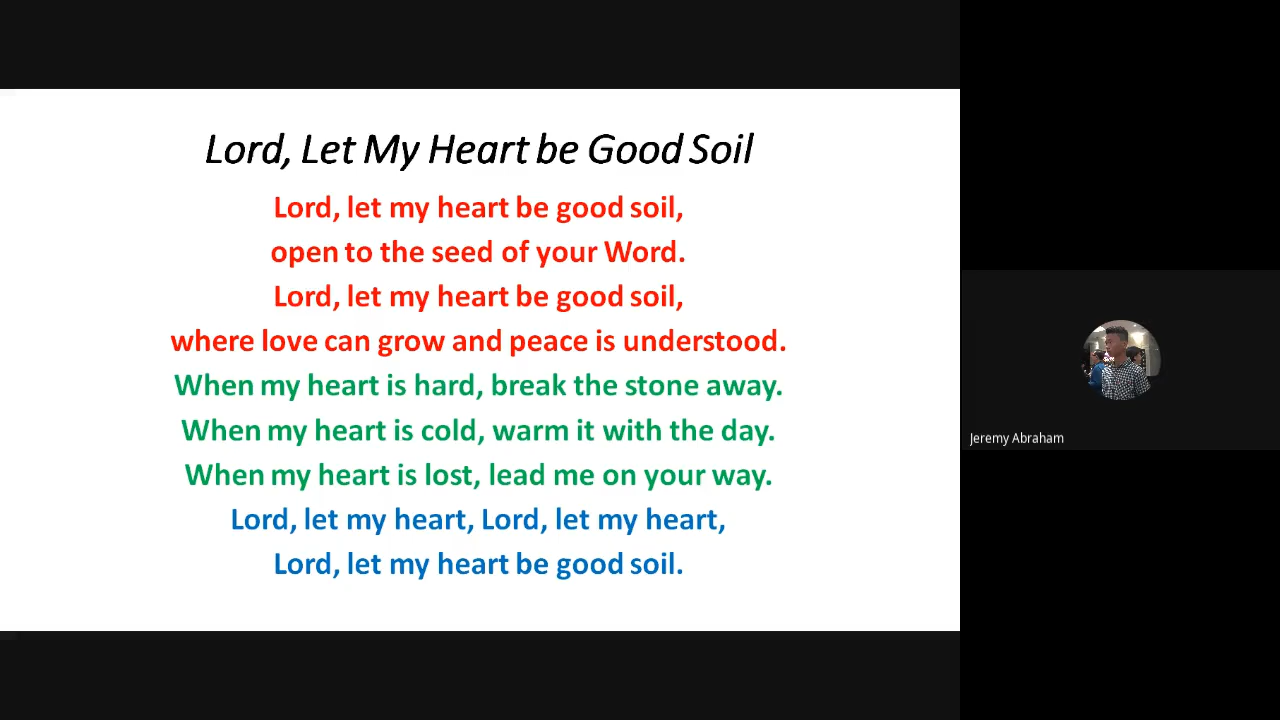 Lord, Let My Heart be Good Soil
Lord, let my heart be good soil,
open to the seed of your Word.
Lord, let my heart be good soil,
where love can grow and peace is understood.
When my heart is hard, break the stone away.
When my heart is cold, warm it with the day.
When my heart is lost, lead me on your way.
Lord, let my heart, Lord, let my heart,
Lord, let my heart be good soil.
Jeremy Abraham